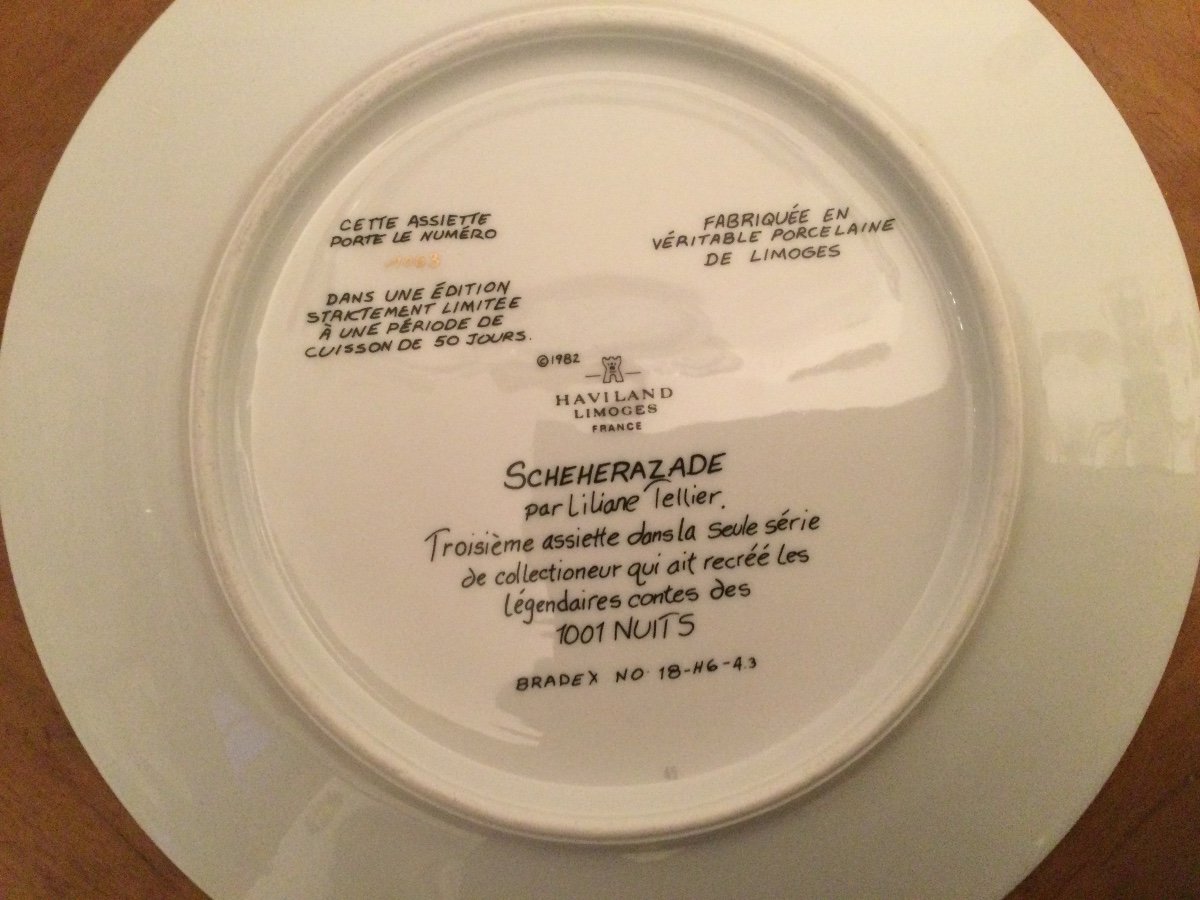 CETTE ASSIETTE
PORTE LE NUMÉRO
DANS UNE ÉDITION
STRICTEMENT LIMITÉE
À UNE PÉRIODE DE
CUISSON DE 50 JOURS.
FABRIQUÉE EN
VÉRITABLE PORCELAINE
DE LIMOGES
©1982
HAVILAND
LIMOGES
FRANCE
SCHEHERAZADE
par Liliane Tellier.
Troisième assiette dans la seule série
de collectioneur qui ait recréé les
légendaires contes des
1001 NUITS
BRADEX NO. 18-H6-4.3